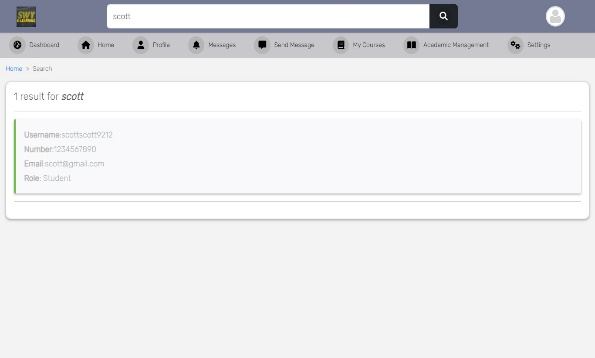 SWY
scott
Dashboard Home Profile Messages Send Message My Courses Academic Management Settings
Home > Search
1 result for scott
Username:scottscott9212
Number:1234567890
Email:scott@gmail.com
Role: Student